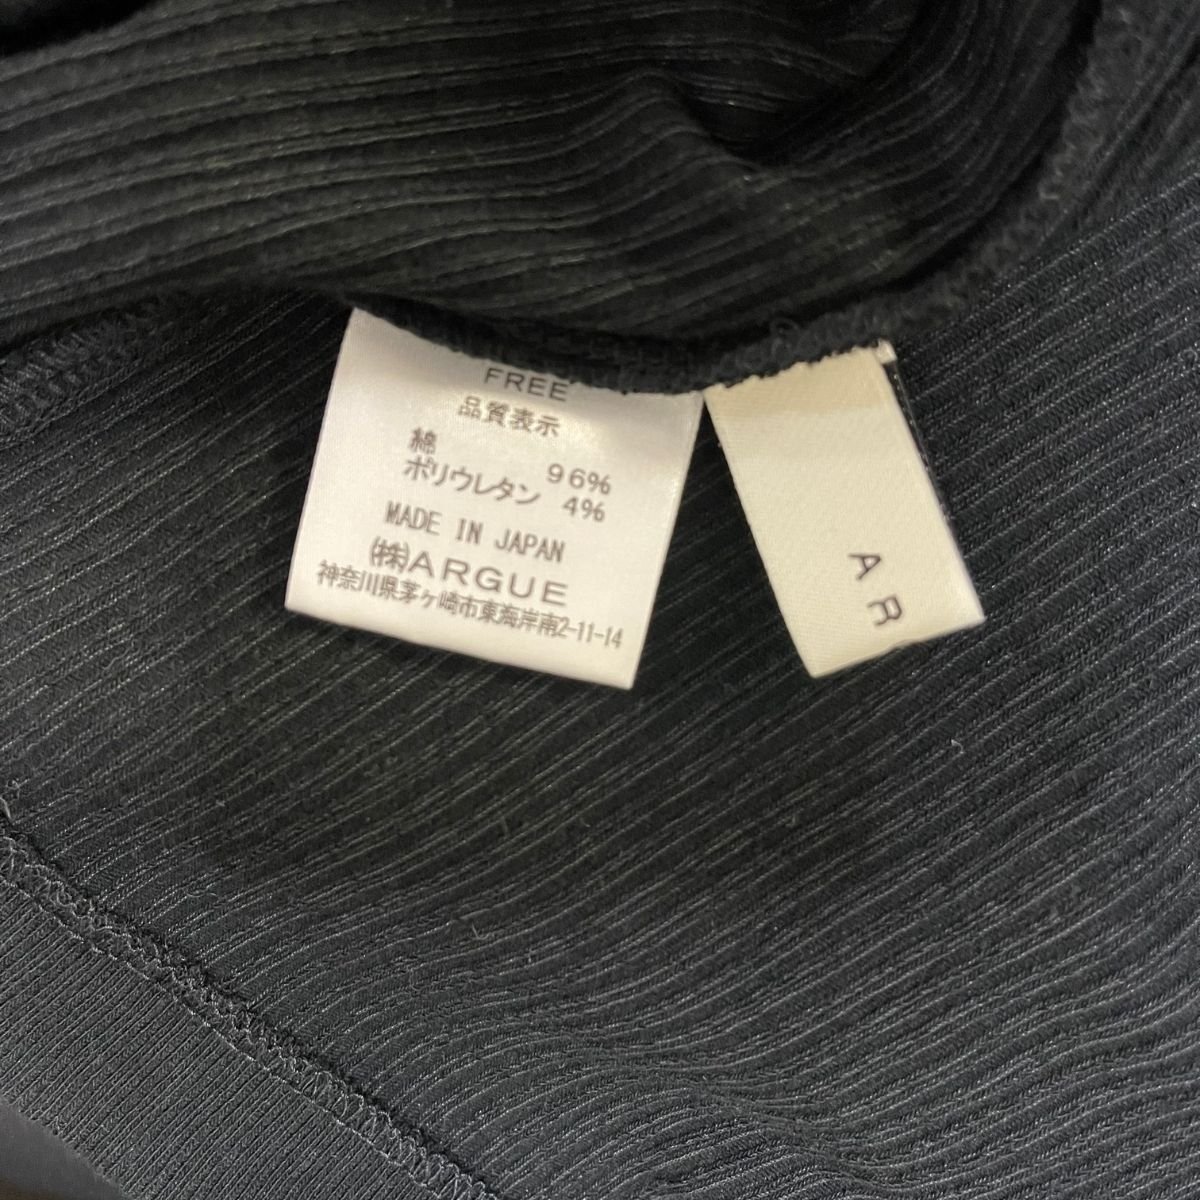 FREE
品質表示
綿 96%
ポリウレタン 4%
MADE IN JAPAN
(株)ARGUE
神奈川県茅ヶ崎市東海岸南2-11-14
AR